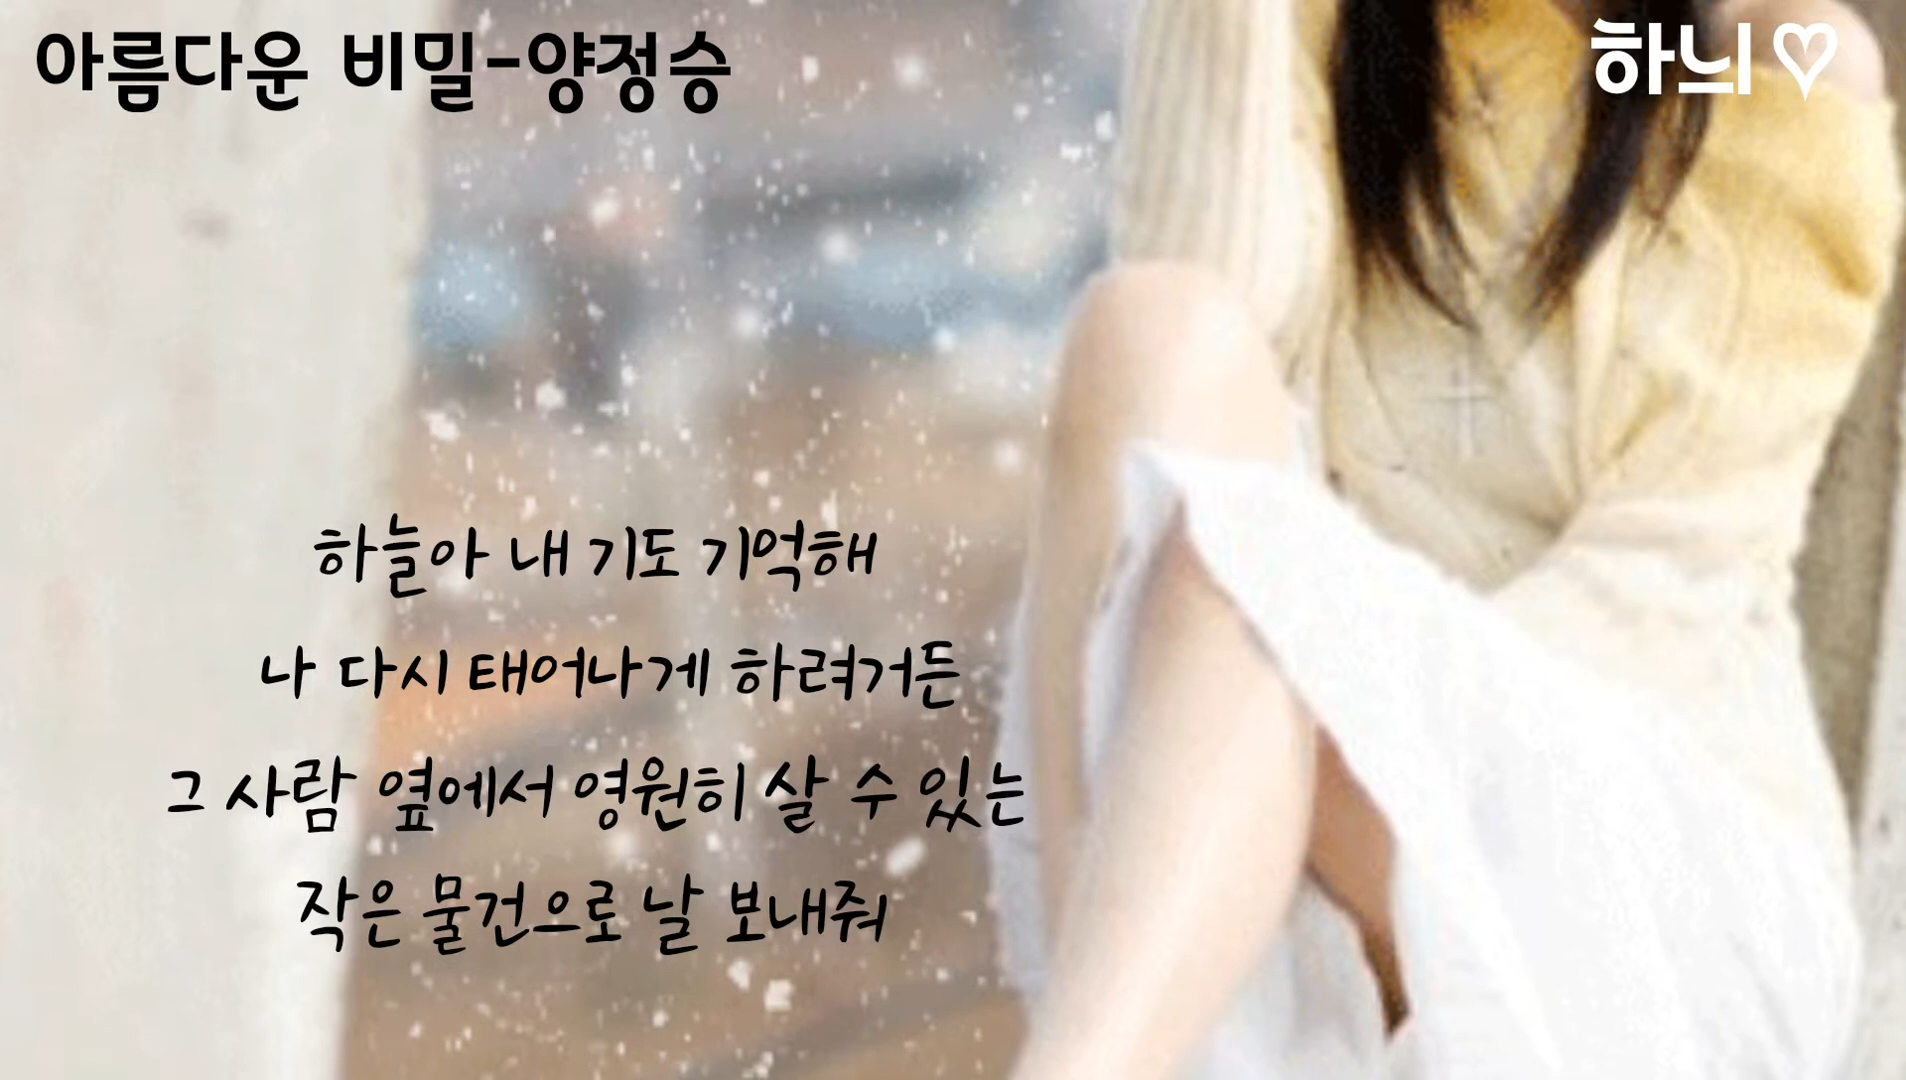 아름다운 비밀-양정승
하늬♡
하늘아 내 기도 기억해
나 다시 태어나게 하려거든
그 사람 옆에서 영원히 살 수 있는
작은 물건으로 날 보내줘